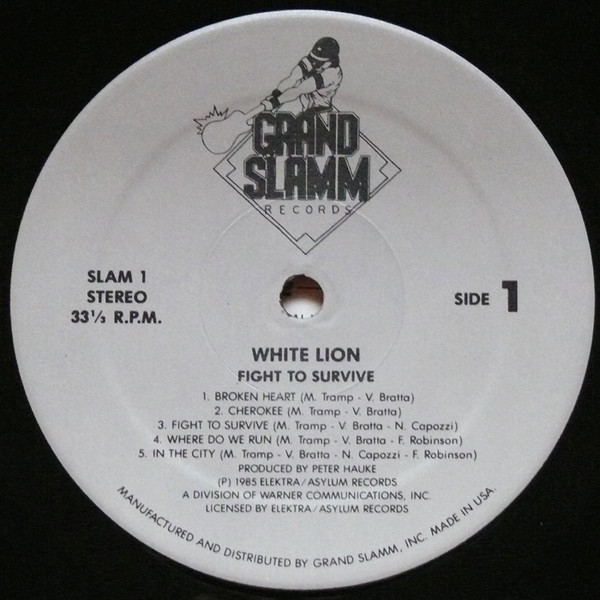 GRAND
SLAMM
RECORDS
SLAM 1
STEREO
33⅓ R.P.M.
SIDE 1
WHITE LION
FIGHT TO SURVIVE
1. BROKEN HEART (M. Tramp - V. Bratta)
2. CHEROKEE (M. Tramp - V. Bratta)
3. FIGHT TO SURVIVE (M. Tramp - V. Bratta - N. Capozzi)
4. WHERE DO WE RUN (M. Tramp - V. Bratta - F. Robinson)
5. IN THE CITY (M. Tramp - V. Bratta - N. Capozzi - F. Robinson)
PRODUCED BY PETER HAUKE
(P) 1985 ELEKTRA/ASYLUM RECORDS
A DIVISION OF WARNER COMMUNICATIONS, INC.
LICENSED BY ELEKTRA/ASYLUM RECORDS
MANUFACTURED AND DISTRIBUTED BY GRAND SLAMM, INC. MADE IN USA.